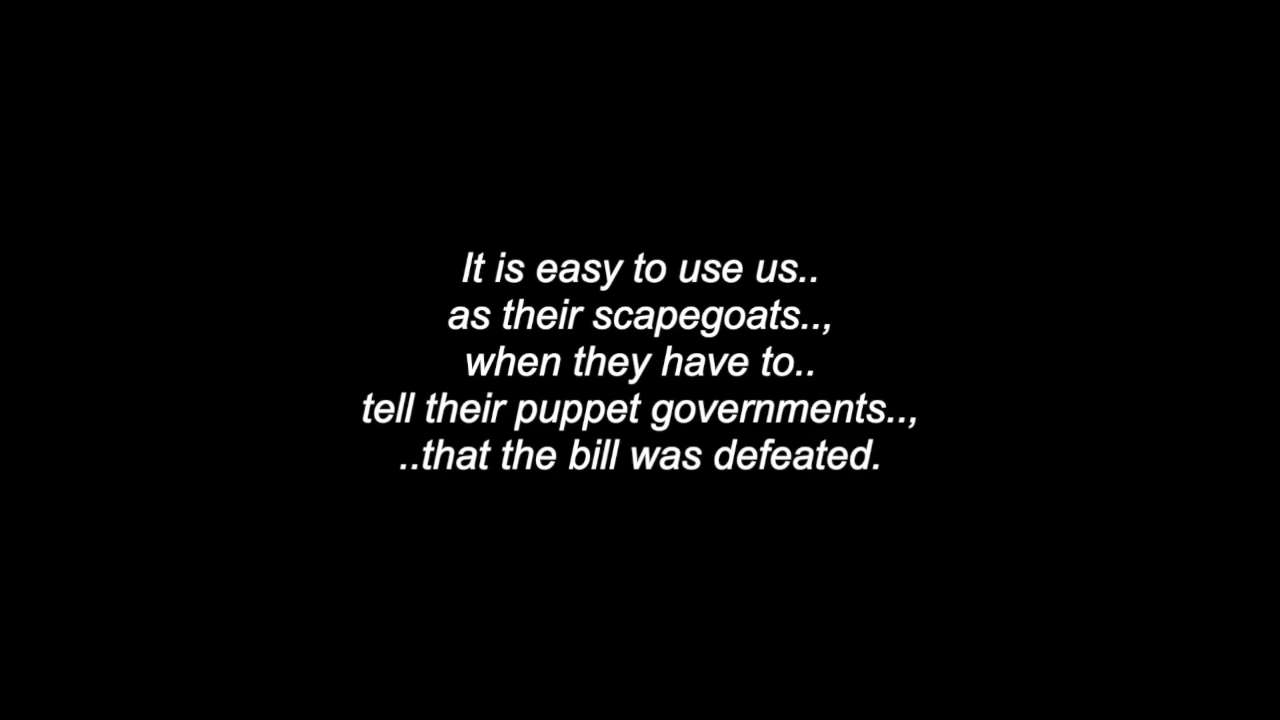 It is easy to use us..
as their scapegoats..,
when they have to..
tell their puppet governments..,
..that the bill was defeated.